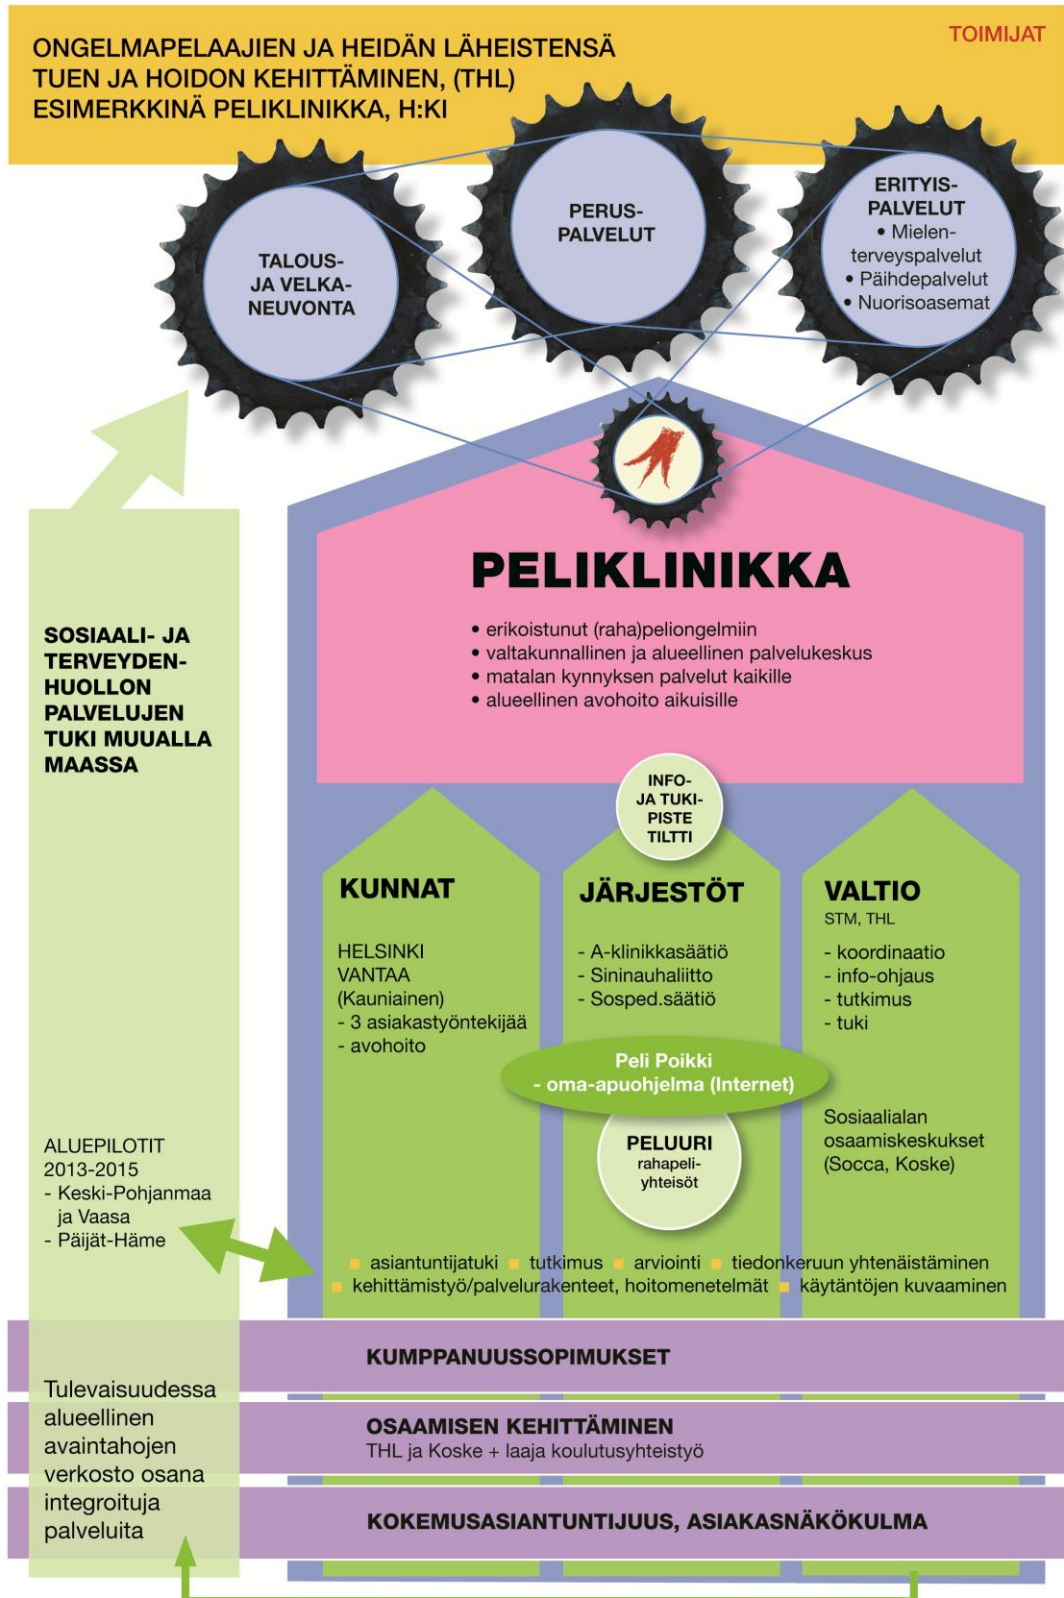 TOIMIJAT
ONGELMAPELAAJIEN JA HEIDÄN LÄHEISTENSÄ
TUEN JA HOIDON KEHITTÄMINEN, (THL)
ESIMERKKINÄ PELIKLINIKKA, H:KI
TALOUS-
JA VELKA-
NEUVONTA
PERUS-
PALVELUT
ERITYIS-
PALVELUT
• Mielen-
terveyspalvelut
• Päihdepalvelut
• Nuorisoasemat
PELIKLINIKKA
• erikoistunut (raha)peliongelmiin
• valtakunnallinen ja alueellinen palvelukeskus
• matalan kynnyksen palvelut kaikille
• alueellinen avohoito aikuisille
SOSIAALI- JA
TERVEYDEN-
HUOLLON
PALVELUJEN
TUKI MUUALLA
MAASSA
INFO-
JA TUKI-
PISTE
TILTTI
KUNNAT
HELSINKI
VANTAA
(Kauniainen)
- 3 asiakastyöntekijää
- avohoito
JÄRJESTÖT
- A-klinikkasäätiö
- Sininauhaliitto
- Sosped.säätiö
VALTIO
STM, THL
- koordinaatio
- info-ohjaus
- tutkimus
- tuki
Peli Poikki
- oma-apuohjelma (Internet)
PELUURI
rahapeli-
yhteisöt
Sosiaalialan
osaamiskeskukset
(Socca, Koske)
ALUEPILOTIT
2013-2015
- Keski-Pohjanmaa
ja Vaasa
- Päijät-Häme
■ asiantuntijatuki ■ tutkimus ■ arviointi ■ tiedonkeruun yhtenäistäminen
■ kehittämistyö/palvelurakenteet, hoitomenetelmät ■ käytäntöjen kuvaaminen
KUMPPANUUSSOPIMUKSET
OSAAMISEN KEHITTÄMINEN
THL ja Koske + laaja koulutusyhteistyö
KOKEMUSASIANTUNTIJUUS, ASIAKASNÄKÖKULMA
Tulevaisuudessa
alueellinen
avaintahojen
verkosto osana
integroituja
palveluita